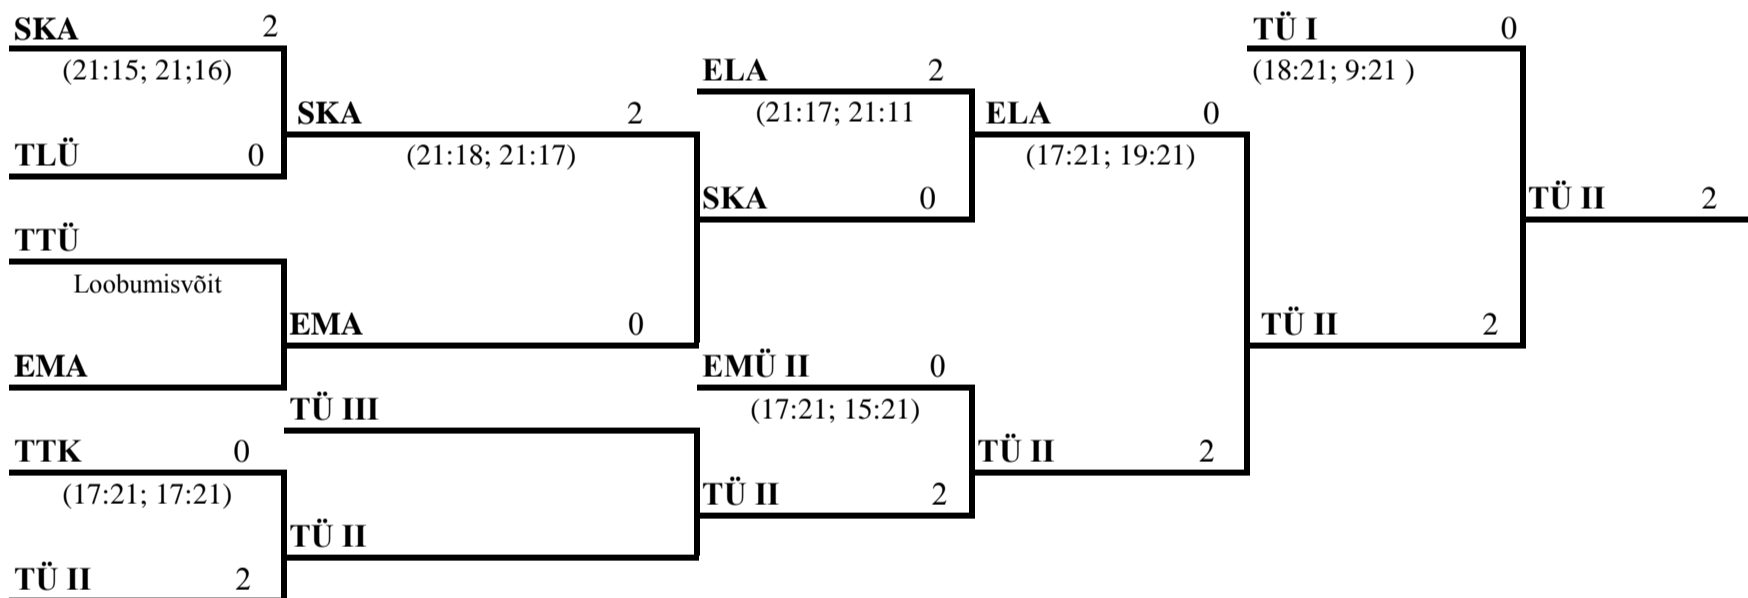 SKA 2
(21:15; 21;16)
TLÜ 0
TTÜ
Loobumisvõit
EMA
TTK 0
(17:21; 17:21)
TÜ II 2
SKA 2
(21:18; 21:17)
EMA 0
TÜ III
TÜ II
ELA 2
(21:17; 21:11
SKA 0
EMÜ II 0
(17:21; 15:21)
TÜ II 2
ELA 0
(17:21; 19:21)
TÜ II 2
TÜ I 0
(18:21; 9:21 )
TÜ II 2
TÜ II 2